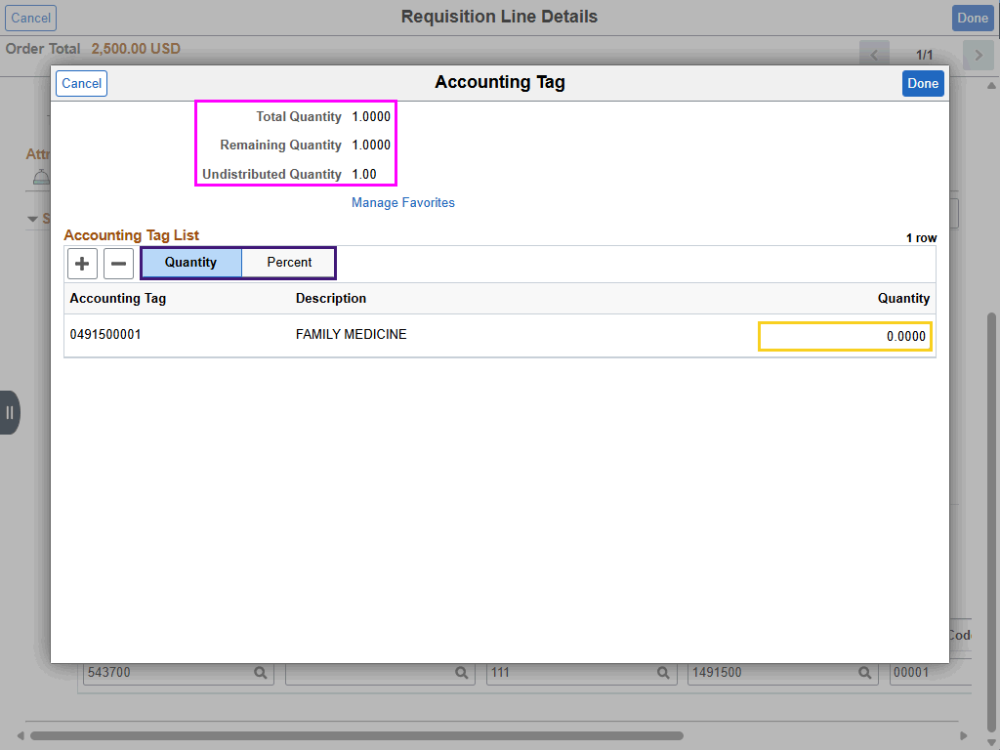 Cancel
Requisition Line Details
Done
Order Total 2,500.00 USD
1/1
Cancel
Accounting Tag
Done
Total Quantity 1.0000
Remaining Quantity 1.0000
Undistributed Quantity 1.00
Manage Favorites
Attr
S
Accounting Tag List
1 row
Quantity Percent
Accounting Tag Description Quantity
0491500001 FAMILY MEDICINE 0.0000
Code
543700 111 1491500 00001